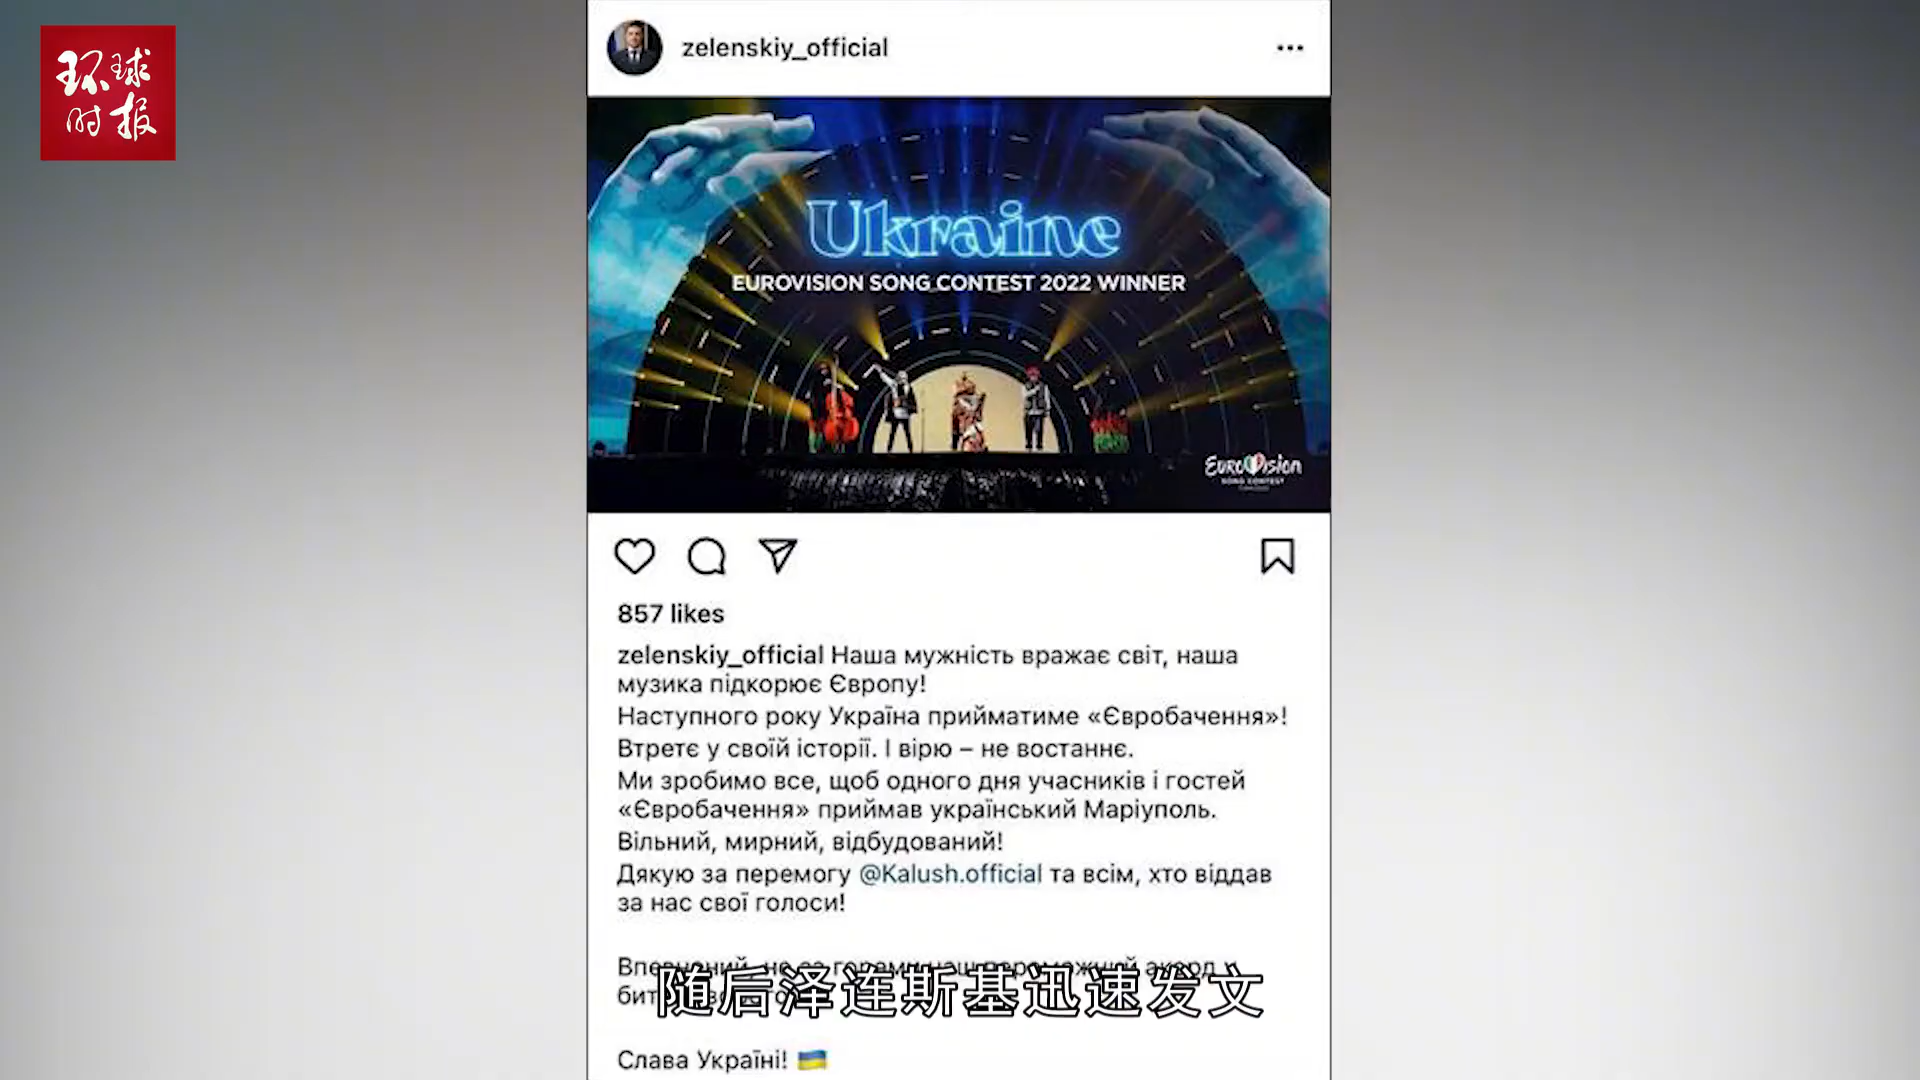 环球
时报
zelenskiy_official
Ukraine
EUROVISION SONG CONTEST 2022 WINNER
EUROVISION
SONG CONTEST
857 likes
zelenskiy_official Наша мужність вражає світ, наша
музика підкорює Європу!
Наступного року Україна прийматиме «Євробачення»!
Втретє у своїй історії. І вірю – не востаннє.
Ми зробимо все, щоб одного дня учасників і гостей
«Євробачення» приймав український Маріуполь.
Вільний, мирний, відбудований!
Дякую за перемогу @Kalush.official та всім, хто віддав
за нас свої голоси!
随后泽连斯基迅速发文
Слава Україні!